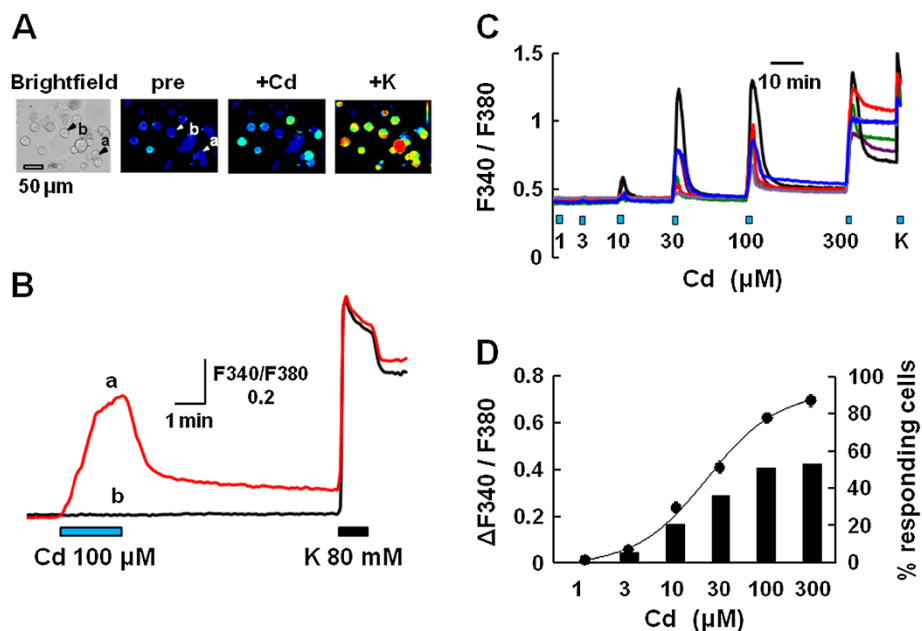 A
Brightfield pre +Cd +K
b
a
b
a
50 μm
B
a
b
F340/F380
0.2
1 min
Cd 100 μM
K 80 mM
C
F340 / F380
1.5
1
0.5
0
10 min
1 3 10 30 100 300 K
Cd (μM)
D
ΔF340 / F380
0.8
0.6
0.4
0.2
0
100
80
60
40
20
0
% responding cells
1 3 10 30 100 300
Cd (μM)